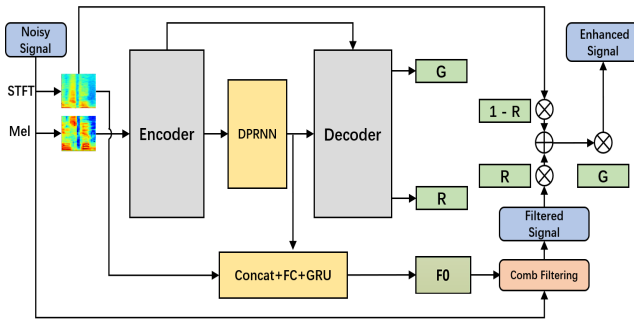 Noisy
Signal
STFT
Mel
Encoder
DPRNN
Decoder
G
R
Concat+FC+GRU
F0
1 - R
R
G
Enhanced
Signal
Filtered
Signal
Comb Filtering